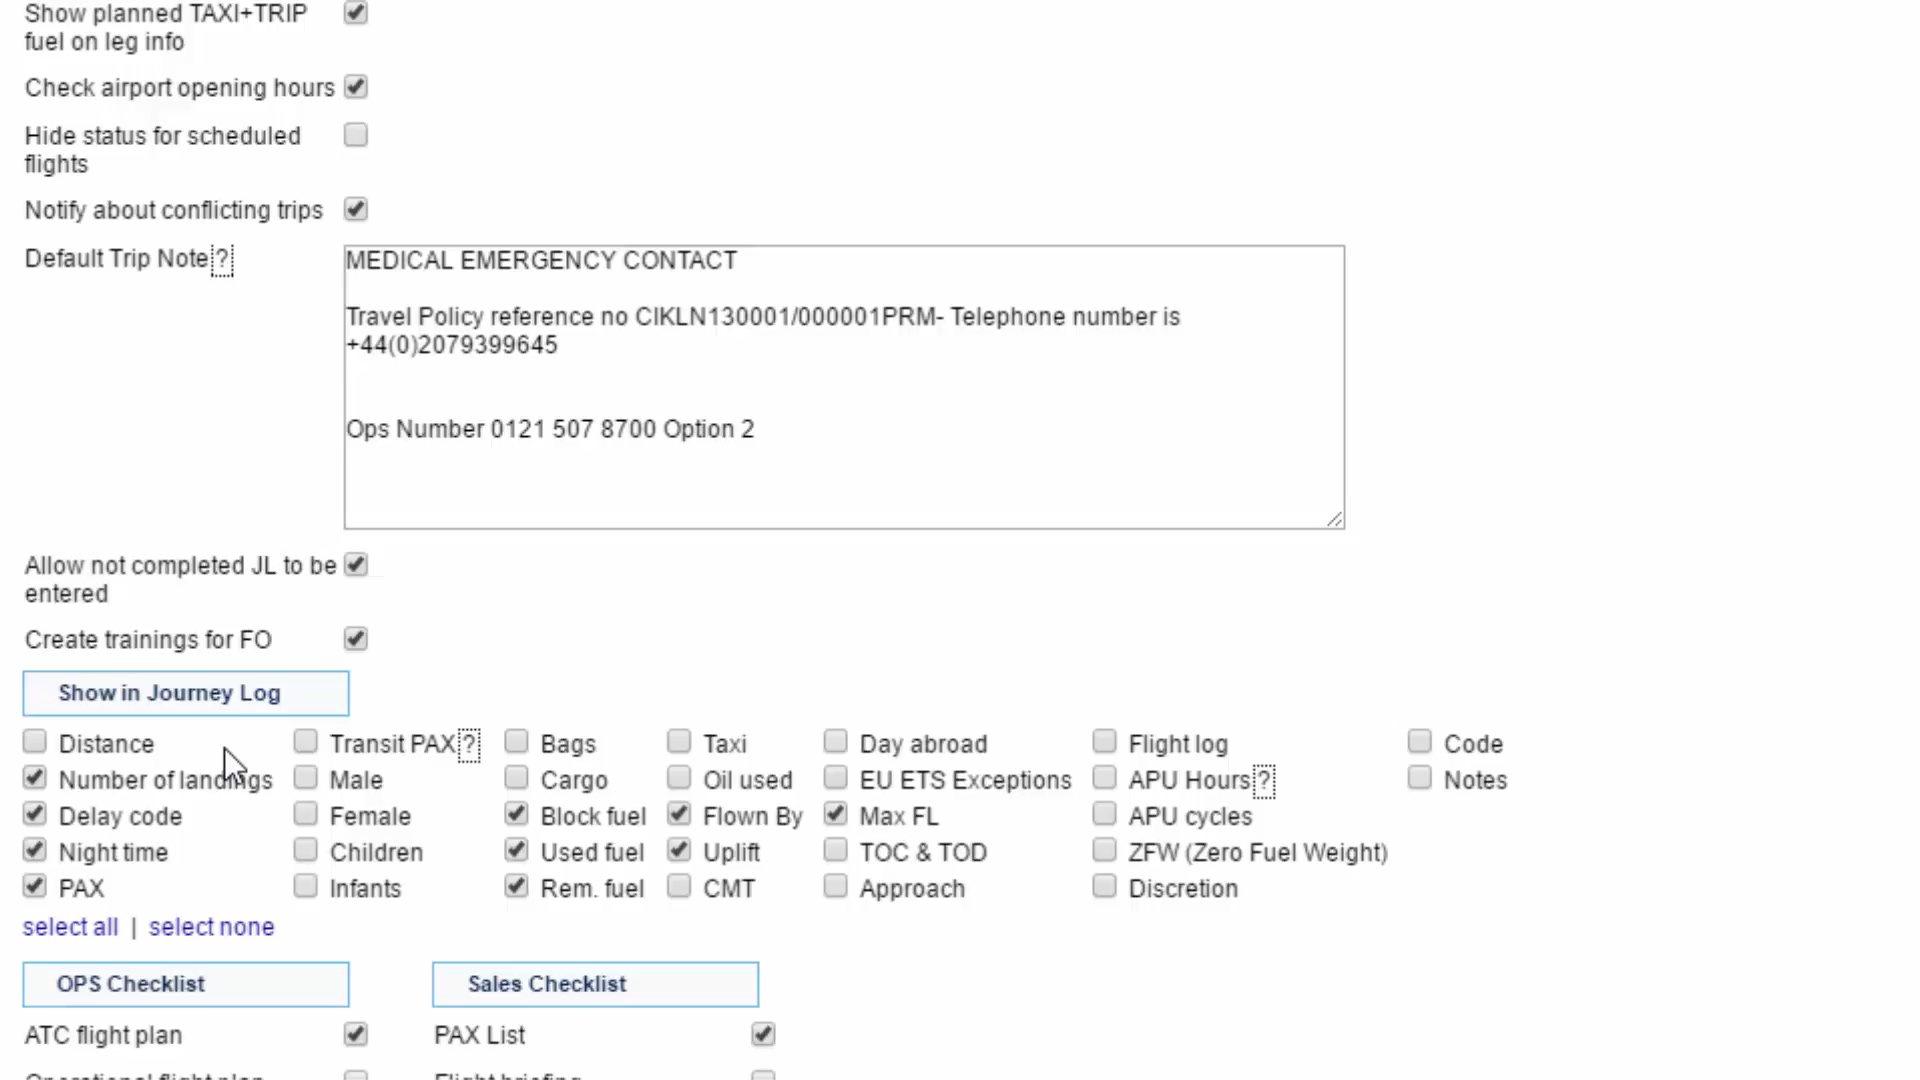 Show planned TAXI+TRIP
fuel on leg info
Check airport opening hours
Hide status for scheduled
flights
Notify about conflicting trips
Default Trip Note?
MEDICAL EMERGENCY CONTACT
Travel Policy reference no CIKLN130001/000001PRM- Telephone number is
+44(0)2079399645
Ops Number 0121 507 8700 Option 2
Allow not completed JL to be
entered
Create trainings for FO
Show in Journey Log
Distance Transit PAX? Bags Taxi Day abroad Flight log Code
Number of landings Male Cargo Oil used EU ETS Exceptions APU Hours? Notes
Delay code Female Block fuel Flown By Max FL APU cycles
Night time Children Used fuel Uplift TOC & TOD ZFW (Zero Fuel Weight)
PAX Infants Rem. fuel CMT Approach Discretion
select all | select none
OPS Checklist Sales Checklist
ATC flight plan PAX List
Operational flight plan Flight briefing